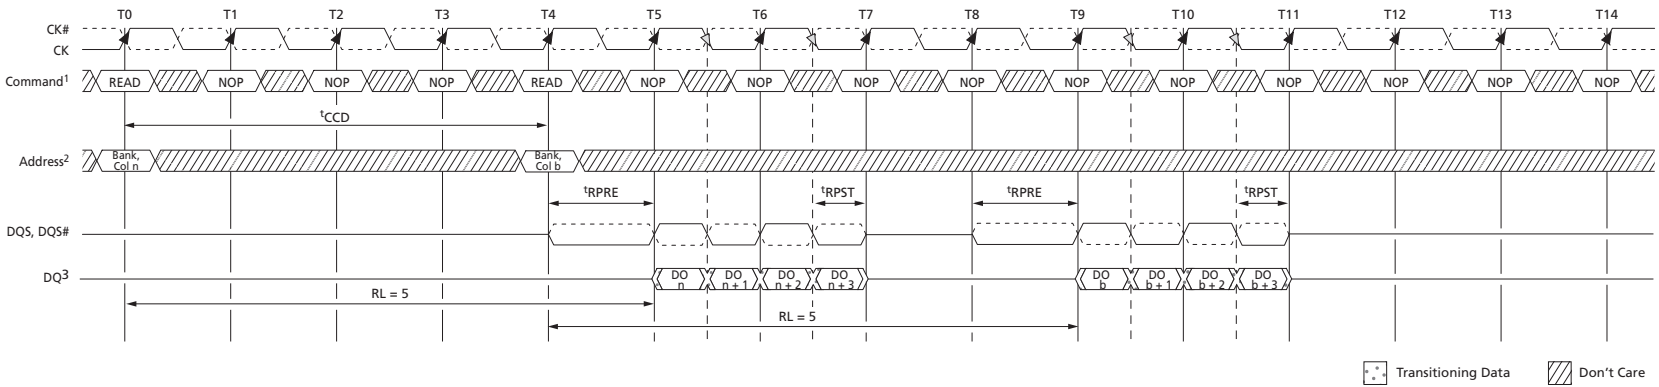 T0 T1 T2 T3 T4 T5 T6 T7 T8 T9 T10 T11 T12 T13 T14
CK#
CK
Command1 READ NOP NOP NOP READ NOP NOP NOP NOP NOP NOP NOP NOP NOP NOP
tCCD
Address2 Bank, Col n Bank, Col b
tRPRE tRPST tRPRE tRPST
DQS, DQS#
DQ3 DO n DO n + 1 DO n + 2 DO n + 3 DO b DO b + 1 DO b + 2 DO b + 3
RL = 5
RL = 5
Transitioning Data Don't Care